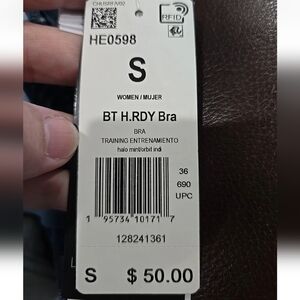 RFID
HE0598
S
WOMEN / MUJER
BT H.RDY Bra
BRA
TRAINING ENTRENAMIENTO
halo mint/orbit indi
36
690
UPC
1 95734 10171 7
128241361
S $ 50.00